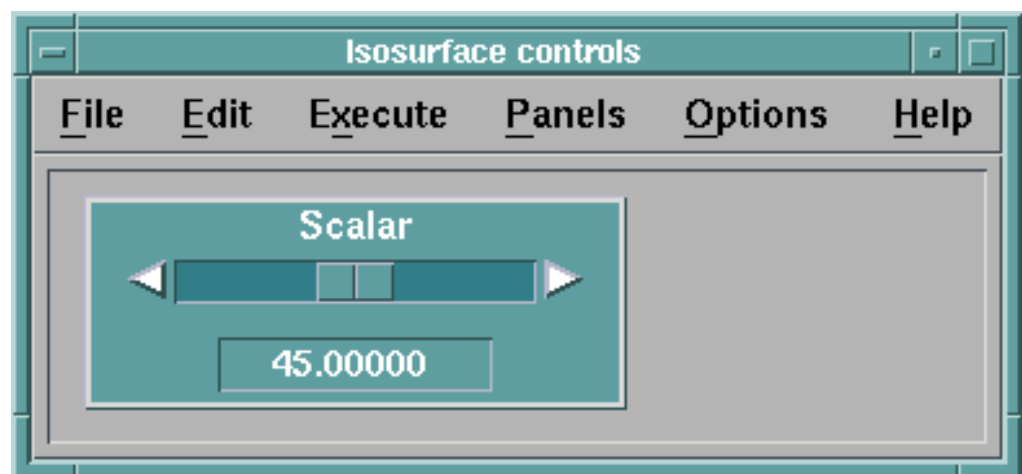 Isosurface controls
File Edit Execute Panels Options Help
Scalar
45.00000